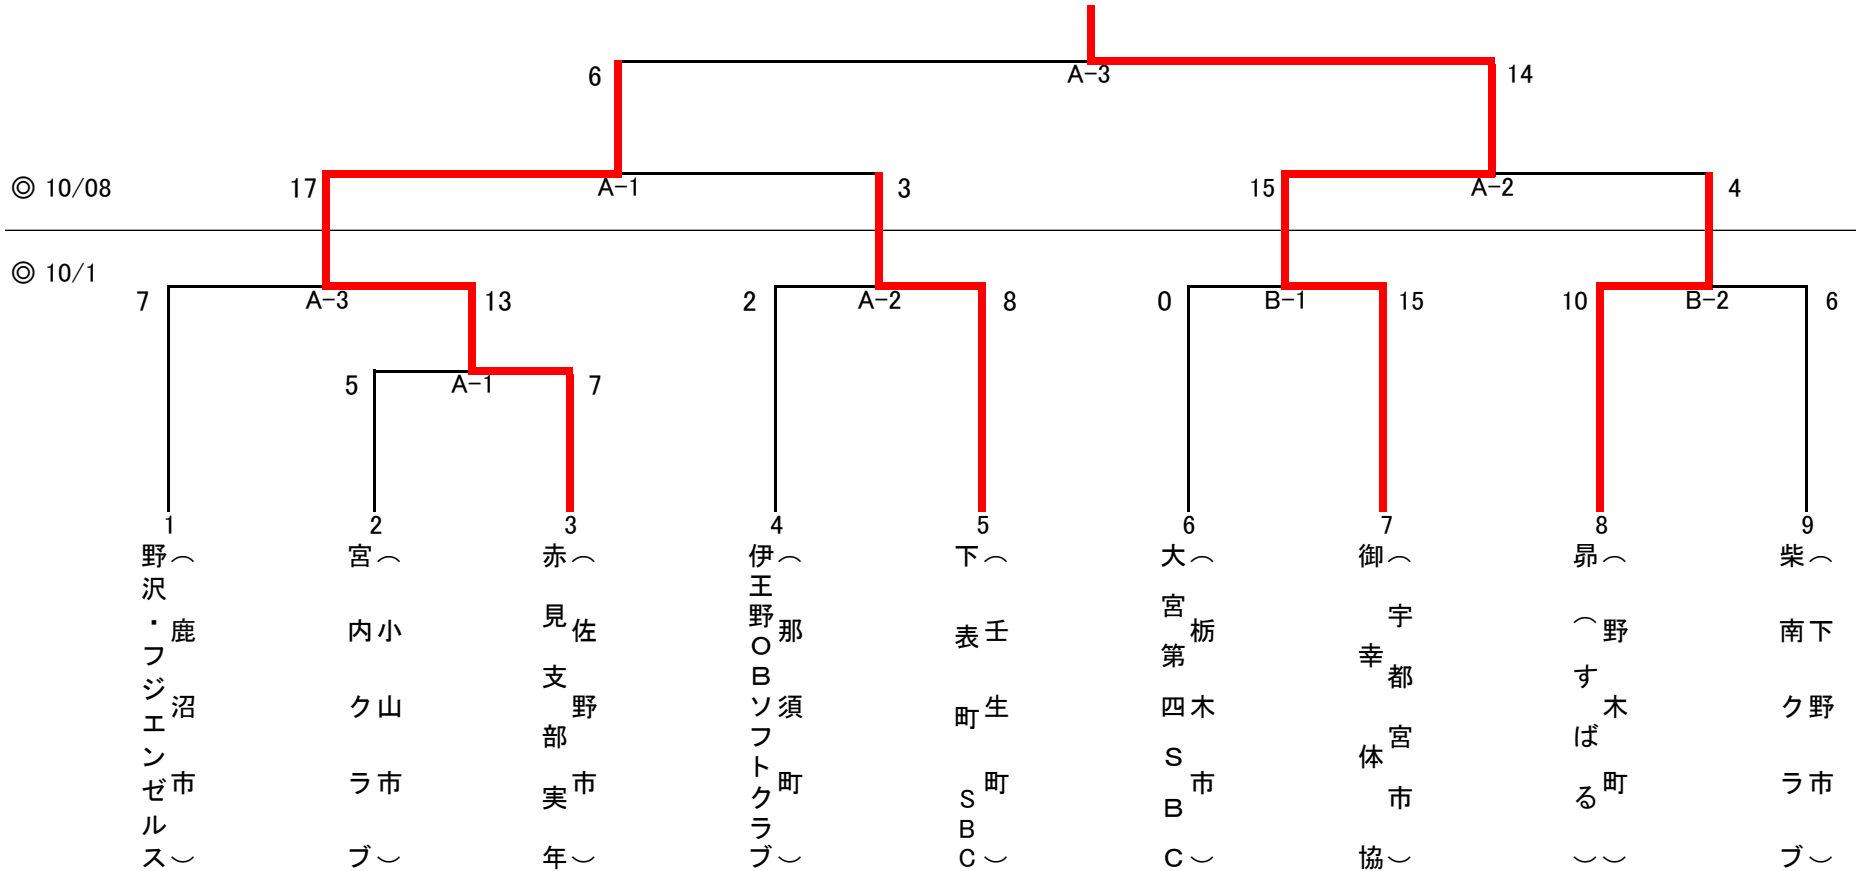 6
A-3
14
◎ 10/08
17
A-1
3
15
A-2
4
◎ 10/1
7
A-3
13
2
A-2
8
0
B-1
15
10
B-2
6
5
A-1
7
1
2
3
4
5
6
7
8
9
野沢・フジエンゼルス
（鹿沼市）
宮内クラブ
（小山市）
赤見支部実年
（佐野市）
伊王野OBソフトクラブ
（那須町）
下表町SBC
（壬生町）
大宮第四SBC
（栃木市）
御幸体協
（宇都宮市）
昴（すばる）
（野木町）
柴南クラブ
（下野市）